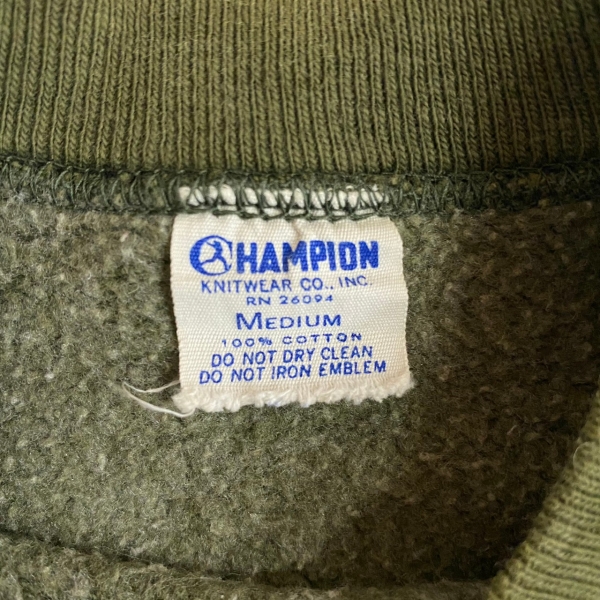 CHAMPION
KNITWEAR CO., INC.
RN 26094
MEDIUM
100% COTTON
DO NOT DRY CLEAN
DO NOT IRON EMBLEM